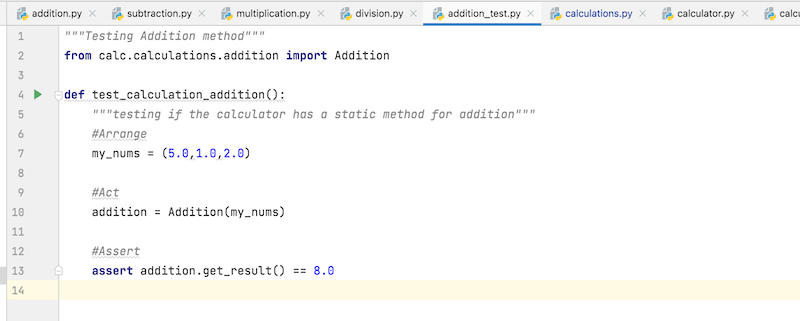 addition.py subtraction.py multiplication.py division.py addition_test.py calculations.py calculator.py calcu
1 """Testing Addition method"""
2 from calc.calculations.addition import Addition
3
4 def test_calculation_addition():
5 """testing if the calculator has a static method for addition"""
6 #Arrange
7 my_nums = (5.0,1.0,2.0)
8
9 #Act
10 addition = Addition(my_nums)
11
12 #Assert
13 assert addition.get_result() == 8.0
14